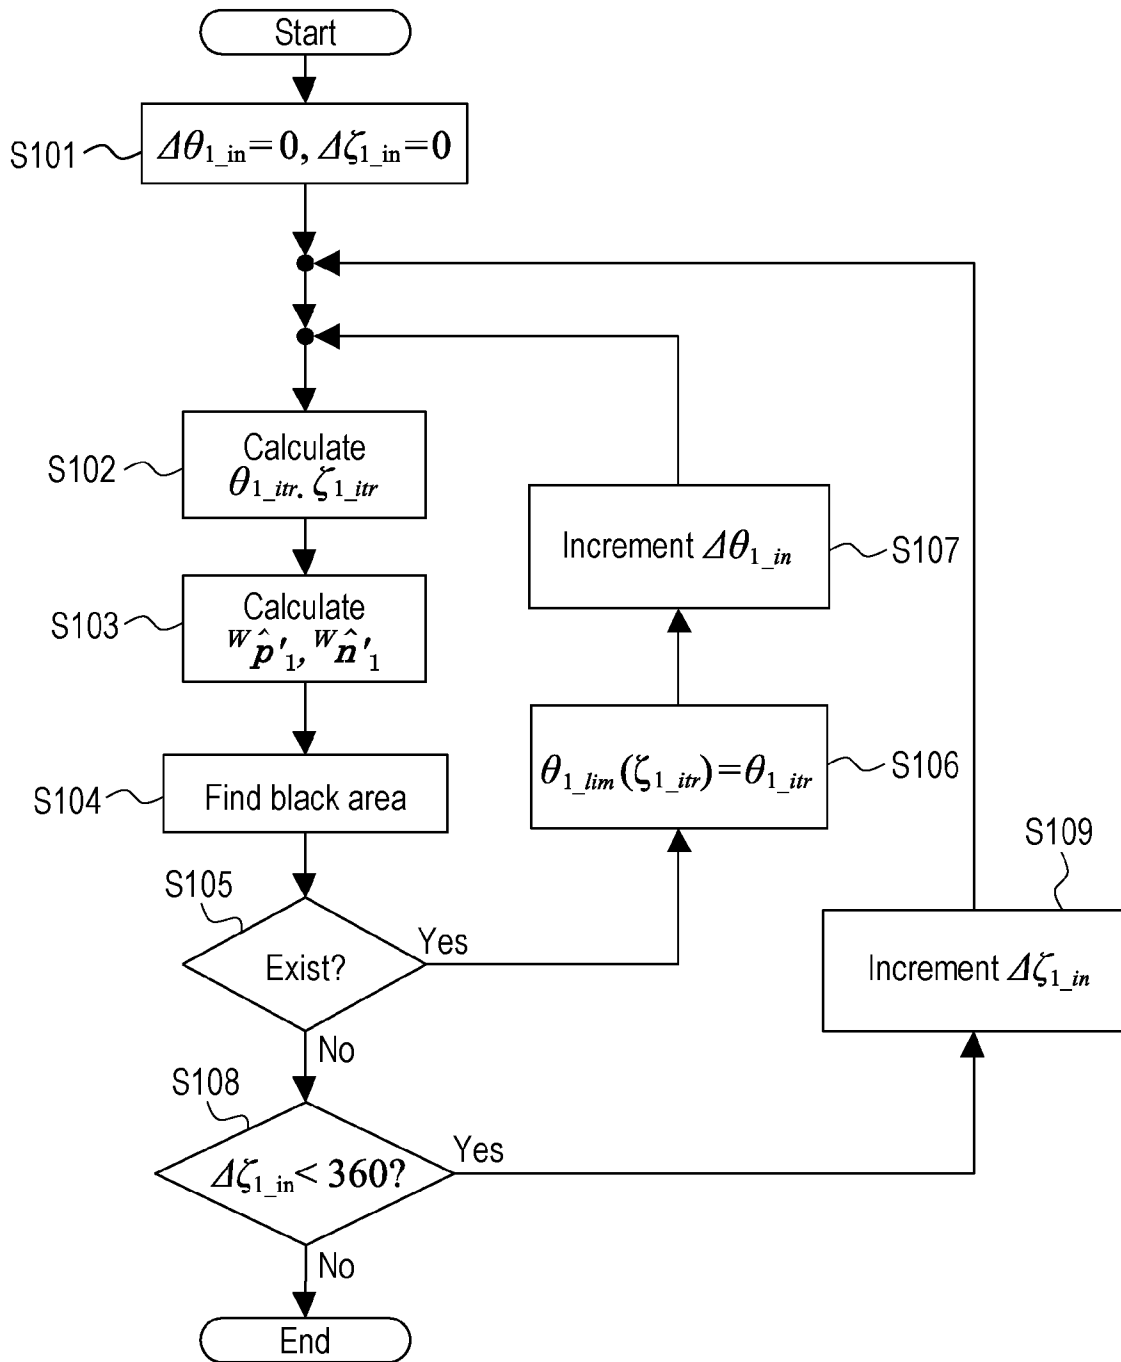 Start
S101
Δθ1_in=0, Δζ1_in=0
S102
Calculate
θ1_itr. ζ1_itr
S103
Calculate
W p̂'1, W n̂'1
S104
Find black area
S105
Exist?
Yes
No
S106
θ1_lim(ζ1_itr)=θ1_itr
S107
Increment Δθ1_in
S108
Δζ1_in< 360?
Yes
No
S109
Increment Δζ1_in
End